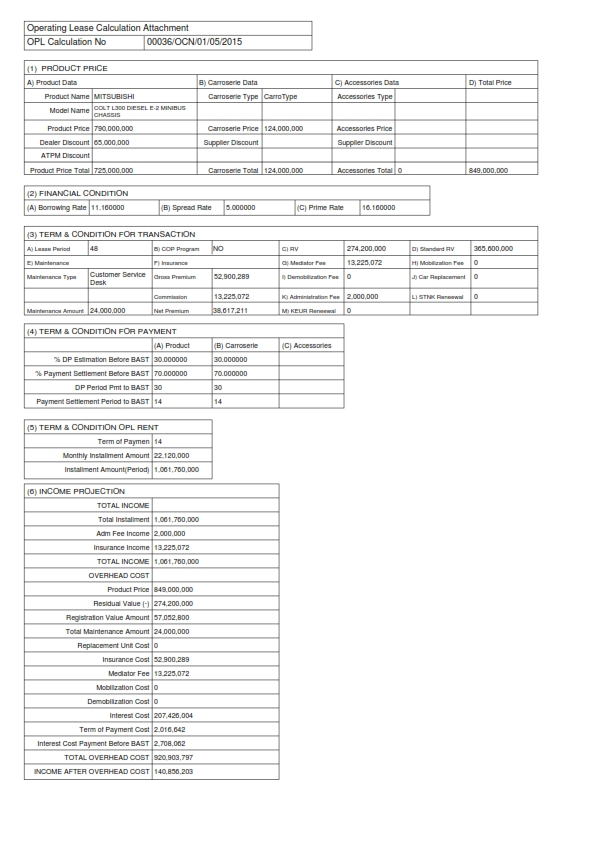 Operating Lease Calculation Attachment
OPL Calculation No 00036/OCN/01/05/2015
(1) PRODUCT PRICE
A) Product Data B) Carroserie Data C) Accessories Data D) Total Price
Product Name MITSUBISHI Carroserie Type CarroType Accessories Type
Model Name COLT L300 DIESEL E-2 MINIBUS
CHASSIS
Product Price 790,000,000 Carroserie Price 124,000,000 Accessories Price
Dealer Discount 65,000,000 Supplier Discount Supplier Discount
ATPM Discount
Product Price Total 725,000,000 Carroserie Total 124,000,000 Accessories Total 0 849,000,000
(2) FINANCIAL CONDITION
(A) Borrowing Rate 11.160000 (B) Spread Rate 5.000000 (C) Prime Rate 16.160000
(3) TERM & CONDITION FOR TRANSACTION
A) Lease Period 48 B) COP Program NO C) RV 274,200,000 D) Standard RV 365,600,000
E) Maintenance F) Insurance G) Mediator Fee 13,225,072 H) Mobilization Fee 0
Maintenance Type Customer Service
Desk Gross Premium 52,900,289 I) Demobilization Fee 0 J) Car Replacement 0
Commission 13,225,072 K) Administration Fee 2,000,000 L) STNK Reneewal 0
Maintenance Amount 24,000,000 Net Premium 38,617,211 M) KEUR Reneewal 0
(4) TERM & CONDITION FOR PAYMENT
(A) Product (B) Carroserie (C) Accessories
% DP Estimation Before BAST 30.000000 30.000000
% Payment Settlement Before BAST 70.000000 70.000000
DP Period Pmt to BAST 30 30
Payment Settlement Period to BAST 14 14
(5) TERM & CONDITION OPL RENT
Term of Paymen 14
Monthly Installment Amount 22,120,000
Instalment Amount(Period) 1,061,760,000
(6) INCOME PROJECTION
TOTAL INCOME
Total Instalment 1,061,760,000
Adm Fee Income 2,000,000
Insurance Income 13,225,072
TOTAL INCOME 1,061,760,000
OVERHEAD COST
Product Price 849,000,000
Residual Value (-) 274,200,000
Registration Value Amount 57,052,800
Total Maintenance Amount 24,000,000
Replacement Unit Cost 0
Insurance Cost 52,900,289
Mediator Fee 13,225,072
Mobilization Cost 0
Demobilization Cost 0
Interest Cost 207,426,004
Term of Payment Cost 2,016,642
Interest Cost Payment Before BAST 2,708,062
TOTAL OVERHEAD COST 920,903,797
INCOME AFTER OVERHEAD COST 140,856,203